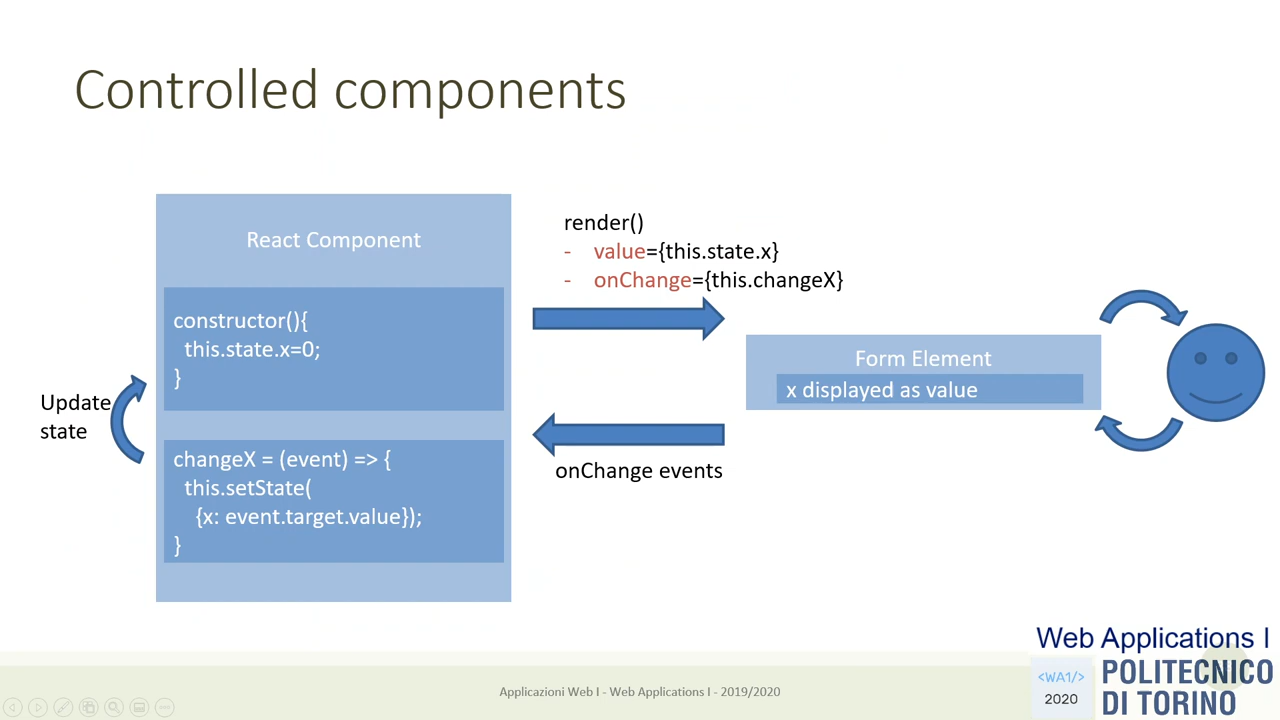 Controlled components
React Component
constructor(){
this.state.x=0;
}
Update
state
changeX = (event) => {
this.setState(
{x: event.target.value});
}
render()
- value={this.state.x}
- onChange={this.changeX}
onChange events
Form Element
x displayed as value
Applicazioni Web I - Web Applications I - 2019/2020
Web Applications I
<WA1/>
2020
POLITECNICO
DI TORINO